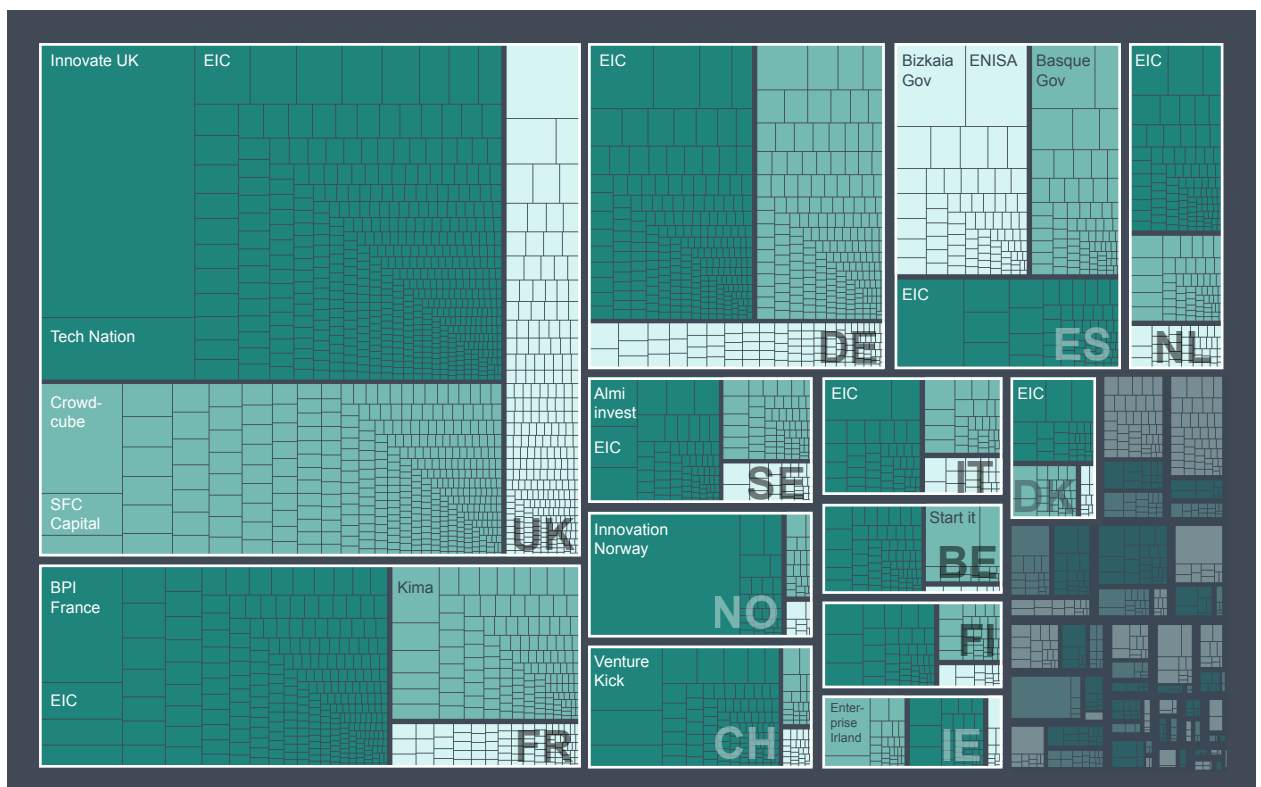 Innovate UK
EIC
Tech Nation
Crowd-
cube
SFC
Capital
UK
EIC
DE
Bizkaia
Gov
ENISA
Basque
Gov
EIC
ES
EIC
NL
BPI
France
EIC
Kima
FR
Almi
invest
EIC
SE
EIC
IT
EIC
DK
Innovation
Norway
NO
Start it
BE
Venture
Kick
CH
FI
Enter-
prise
Irland
IE